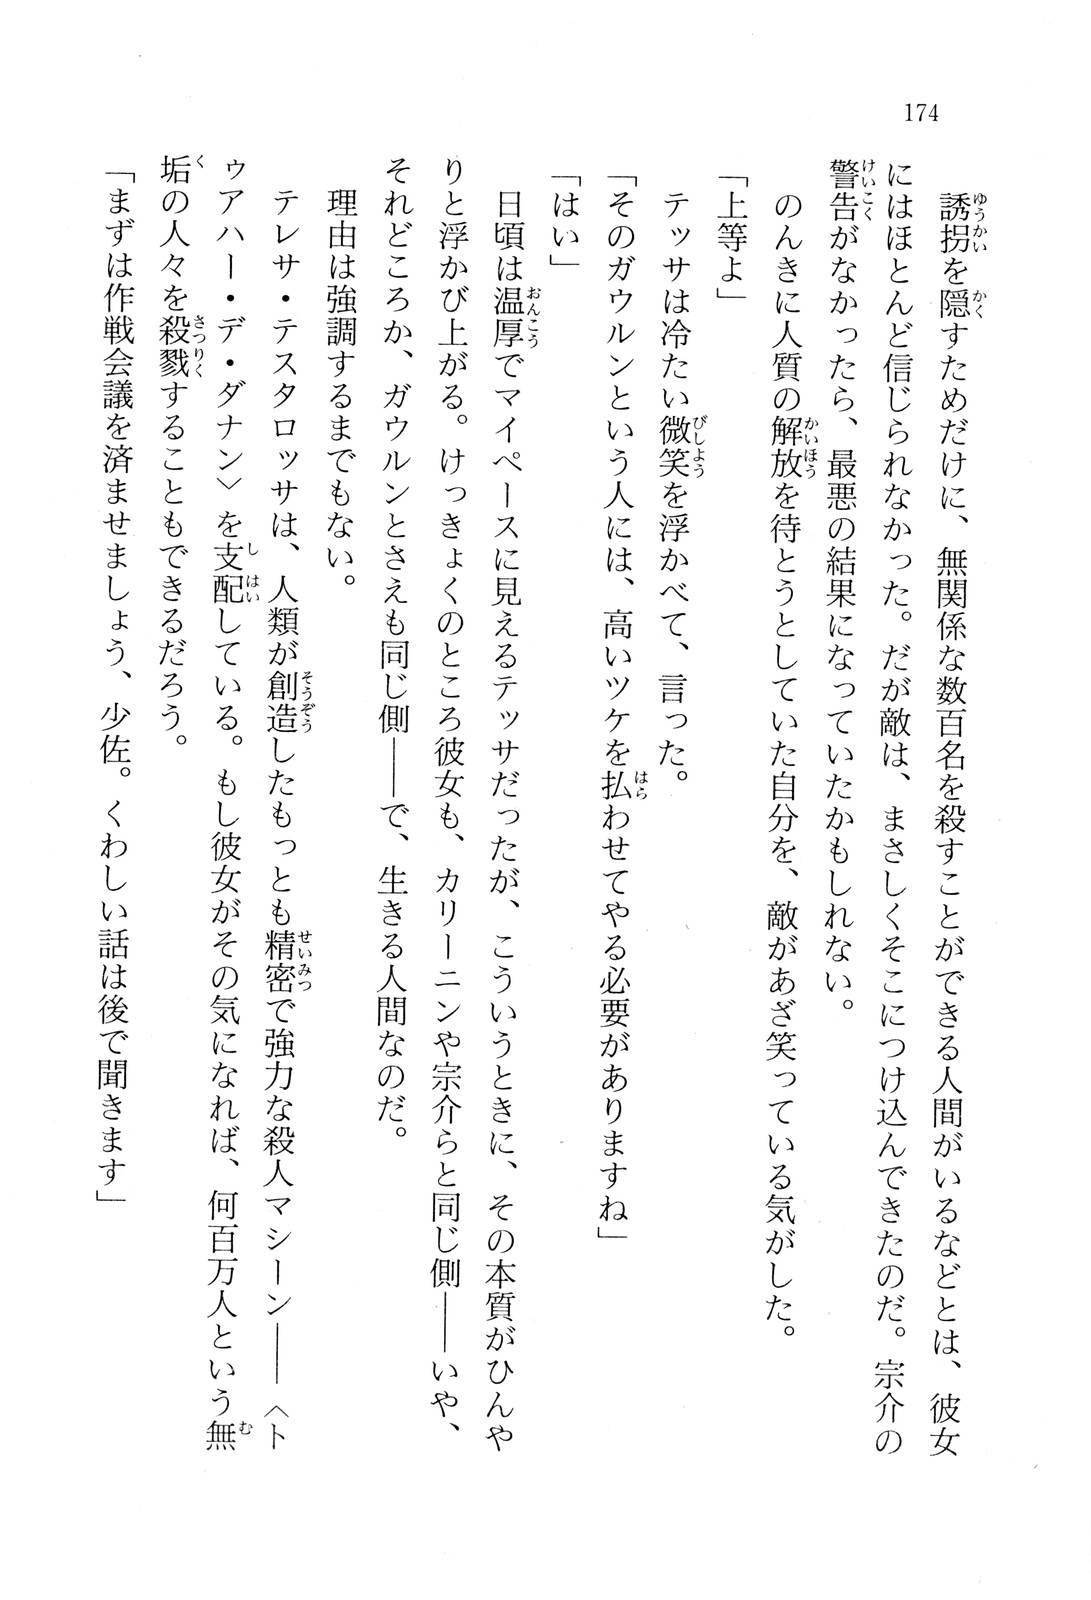 174
誘拐を隠すためだけに、無関係な数百名を殺すことができる人間がいるなどとは、彼女
にはほとんど信じられなかった。だが敵は、まさしくそこにつけ込んできたのだ。宗介の
警告がなかったら、最悪の結果になっていたかもしれない。
のんきに人質の解放を待とうとしていた自分を、敵があざ笑っている気がした。
「上等よ」
テッサは冷たい微笑を浮かべて、言った。
「そのガウルンという人には、高いツケを払わせてやる必要がありますね」
「はい」
日頃は温厚でマイペースに見えるテッサだったが、こういうときに、その本質がひんや
りと浮かび上がる。けっきょくのところ彼女も、カリーニンや宗介らと同じ側――いや、
それどころか、ガウルンとさえも同じ側――で、生きる人間なのだ。
理由は強調するまでもない。
テレサ・テスタロッサは、人類が創造したもっとも精密で強力な殺人マシーン――〈ト
ゥアハー・デ・ダナン〉を支配している。もし彼女がその気になれば、何百万人という無
垢の人々を殺戮することもできるだろう。
「まずは作戦会議を済ませましょう、少佐。くわしい話は後で聞きます」